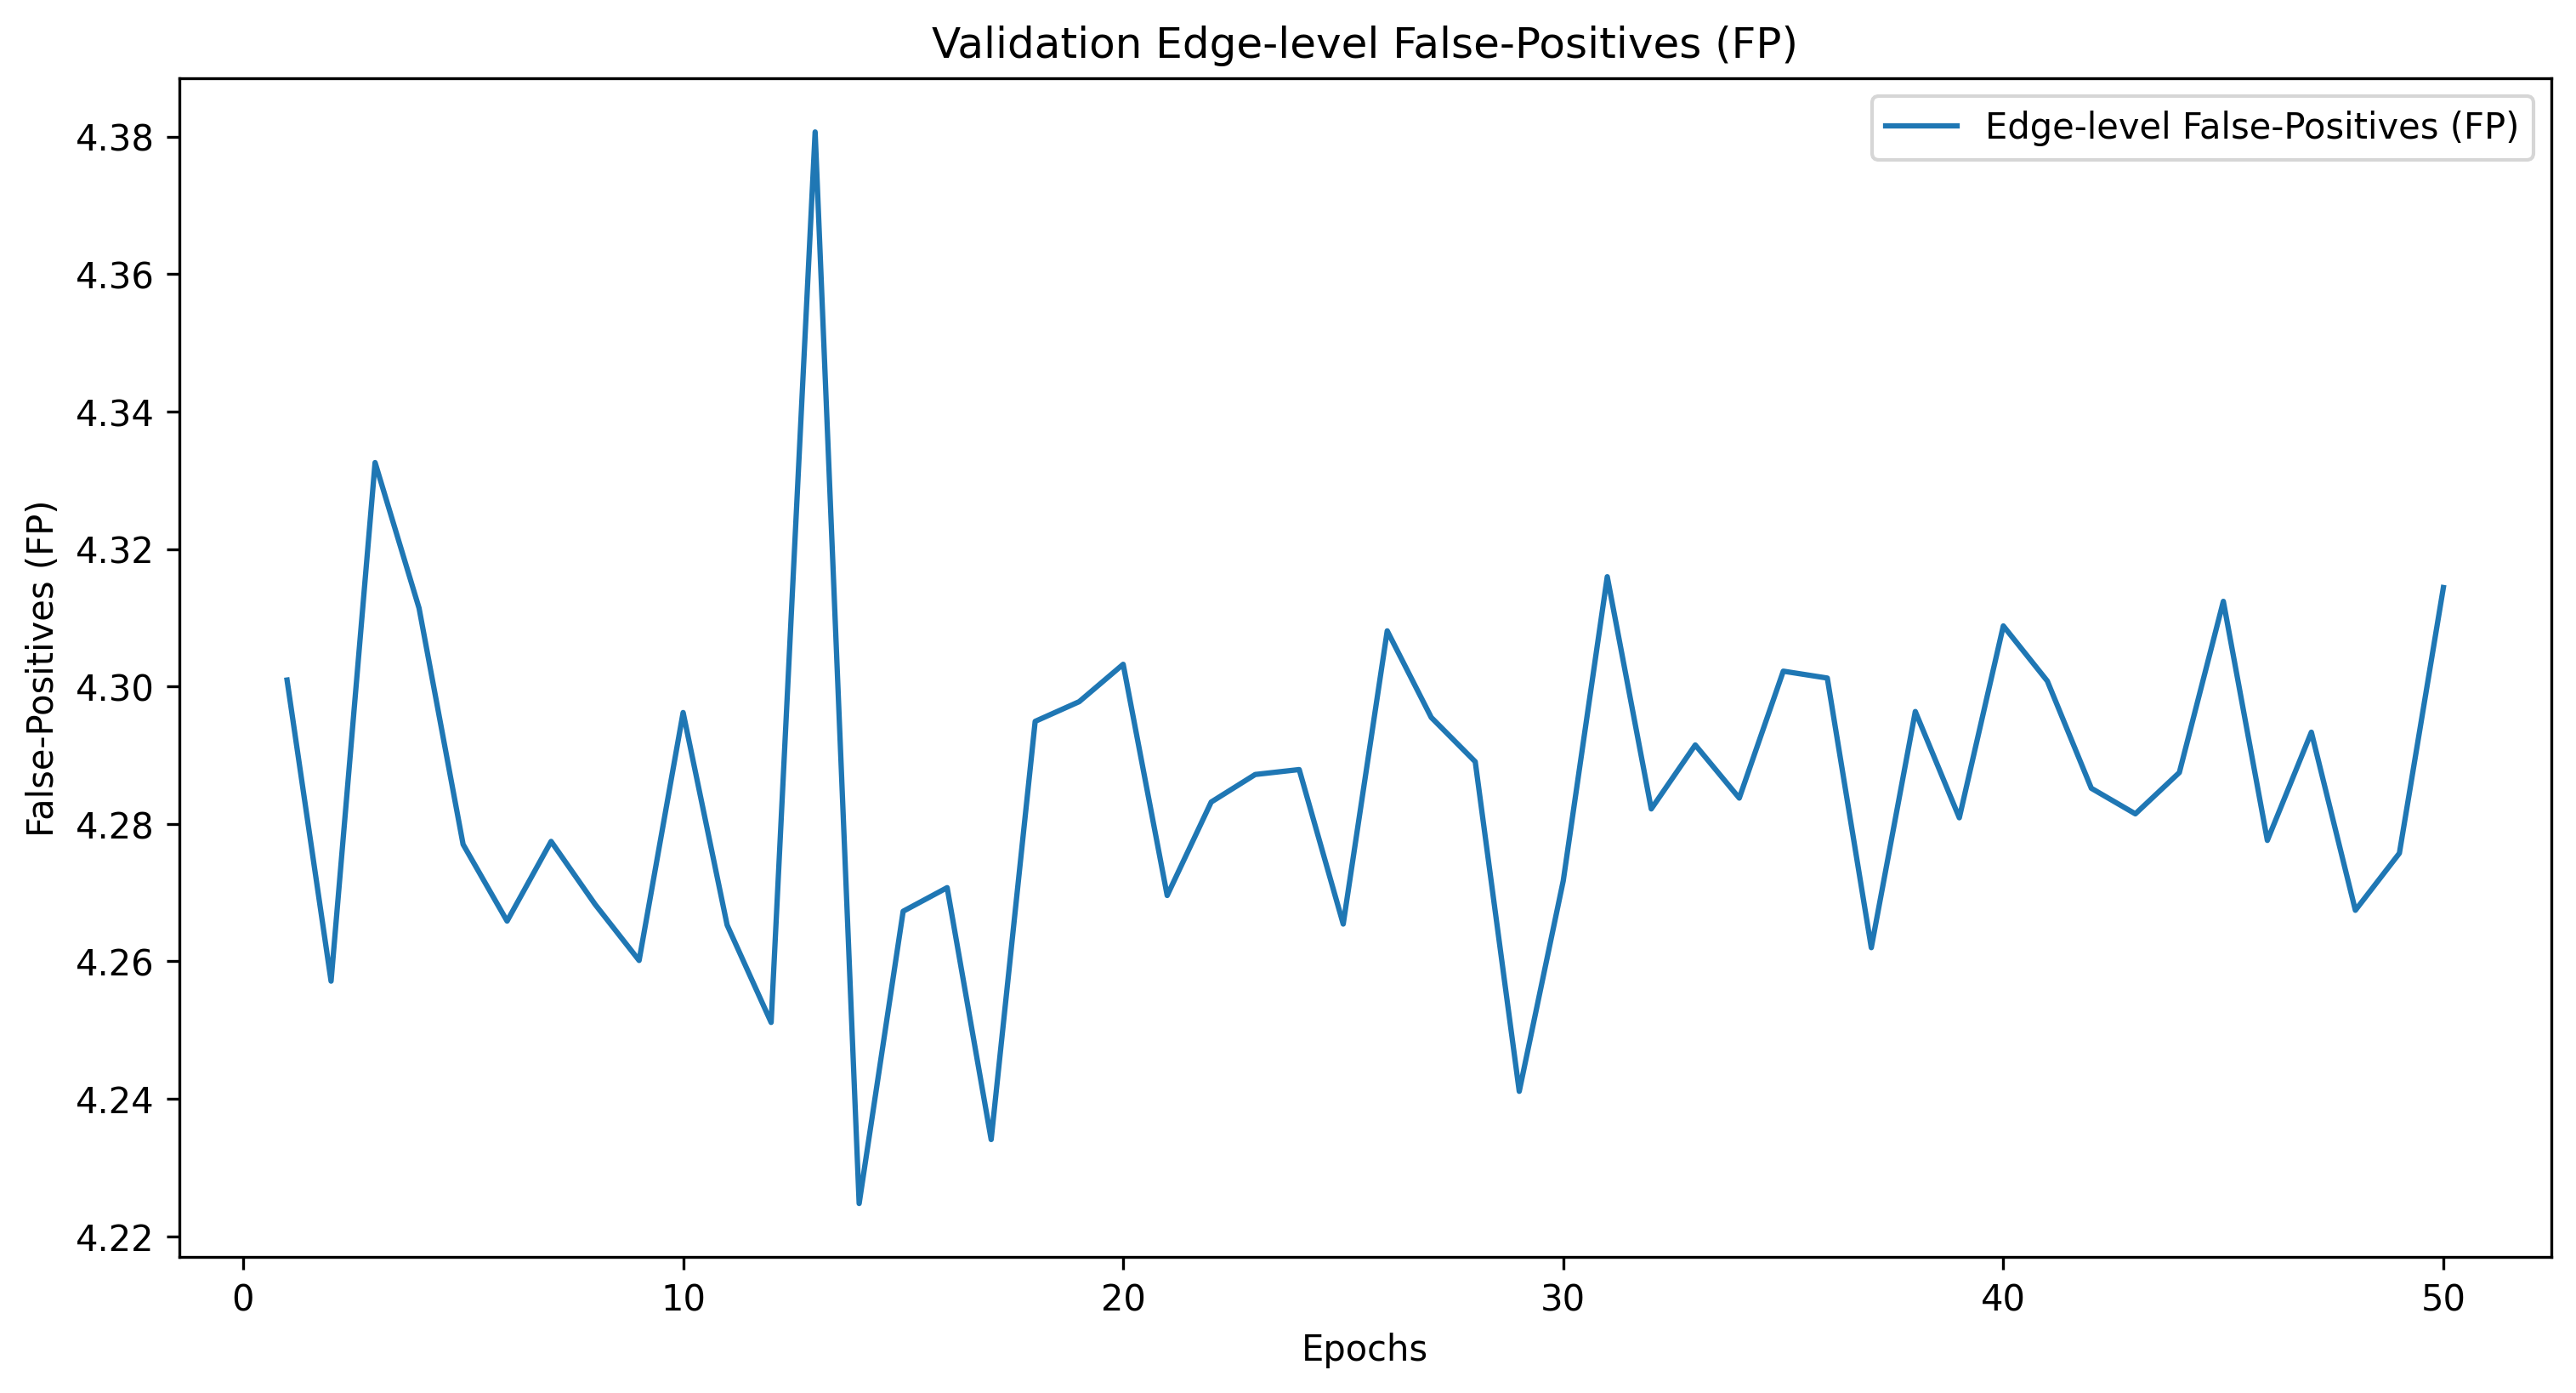 Validation Edge-level False-Positives (FP)
Edge-level False-Positives (FP)
False-Positives (FP)
4.38
4.36
4.34
4.32
4.30
4.28
4.26
4.24
4.22
0 10 20 30 40 50
Epochs